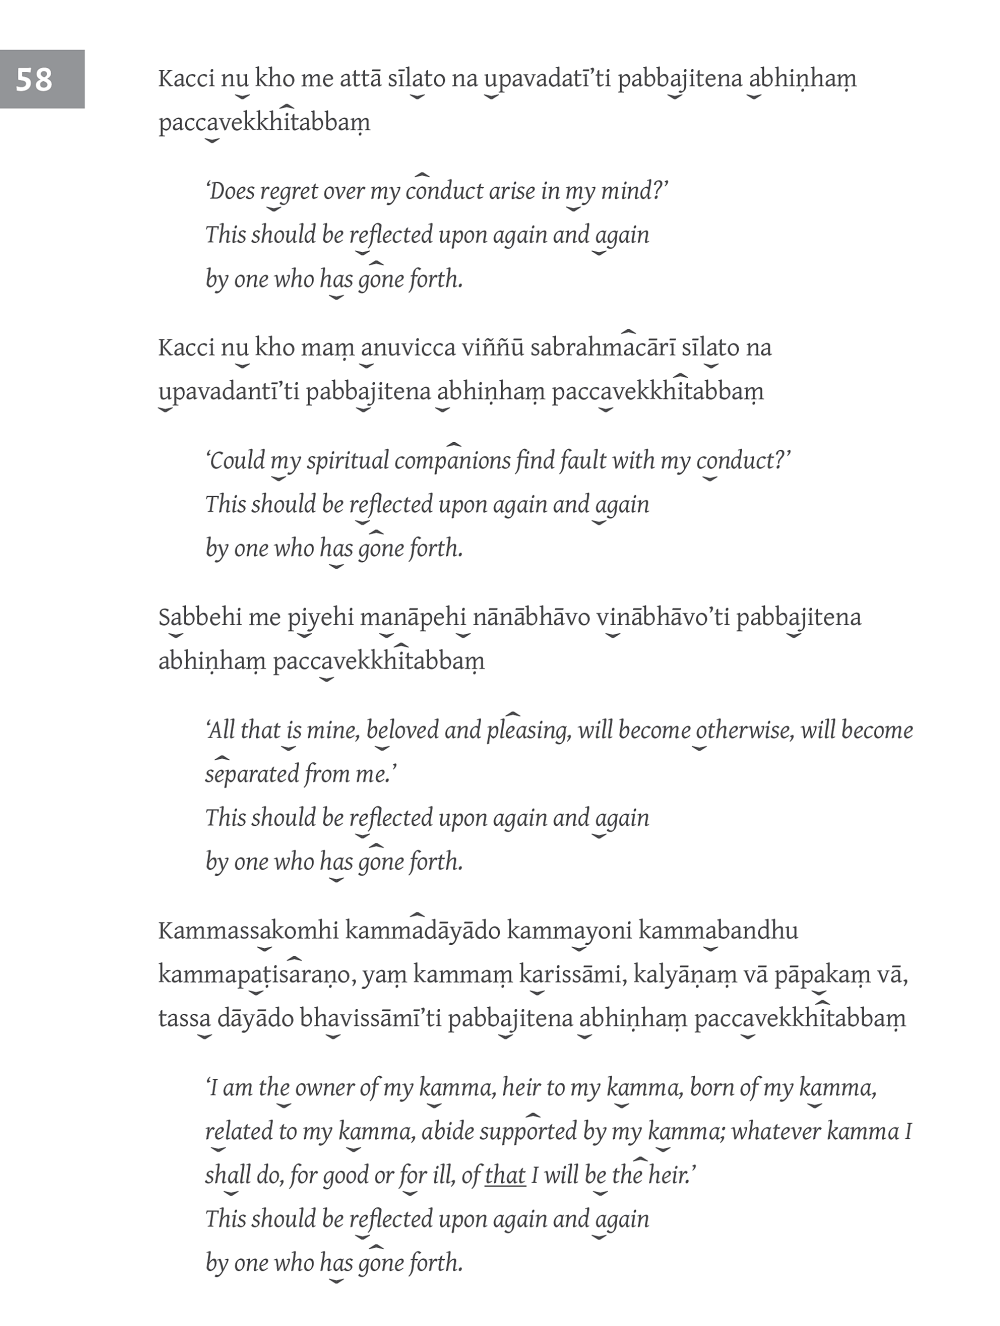 58
Kacci nu kho me attā sīlato na upavadatī’ti pabbajitena abhiṇhaṃ
paccavekkhitabbaṃ
‘Does regret over my conduct arise in my mind?’
This should be reflected upon again and again
by one who has gone forth.
Kacci nu kho maṃ anuvicca viññū sabrahmacārī sīlato na
upavadantī’ti pabbajitena abhiṇhaṃ paccavekkhitabbaṃ
‘Could my spiritual companions find fault with my conduct?’
This should be reflected upon again and again
by one who has gone forth.
Sabbehi me piyehi manāpehi nānābhāvo vinābhāvo’ti pabbajitena
abhiṇhaṃ paccavekkhitabbaṃ
‘All that is mine, beloved and pleasing, will become otherwise, will become
separated from me.’
This should be reflected upon again and again
by one who has gone forth.
Kammassakomhi kammadāyādo kammayoni kammabandhu
kammapaṭisaraṇo, yaṃ kammaṃ karissāmi, kalyāṇaṃ vā pāpakaṃ vā,
tassa dāyādo bhavissāmī’ti pabbajitena abhiṇhaṃ paccavekkhitabbaṃ
‘I am the owner of my kamma, heir to my kamma, born of my kamma,
related to my kamma, abide supported by my kamma; whatever kamma I
shall do, for good or for ill, of that I will be the heir.’
This should be reflected upon again and again
by one who has gone forth.